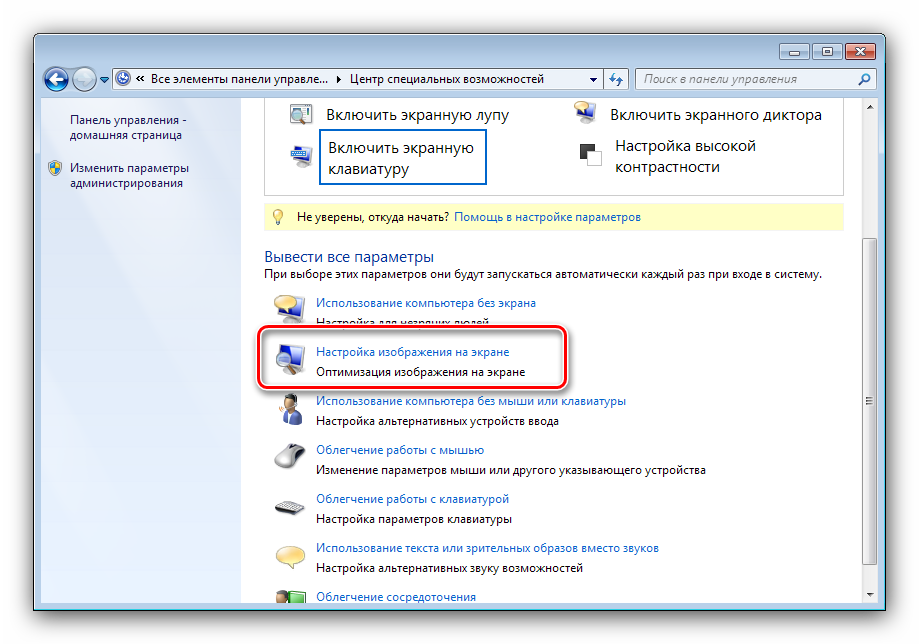 « Все элементы панели управле... Центр специальных возможностей
Поиск в панели управления
Панель управления -
домашняя страница
Изменить параметры
администрирования
Включить экранную лупу
Включить экранного диктора
Включить экранную
клавиатуру
Настройка высокой
контрастности
Не уверены, откуда начать? Помощь в настройке параметров
Вывести все параметры
При выборе этих параметров они будут запускаться автоматически каждый раз при входе в систему.
Использование компьютера без экрана
Настройка для незрячих людей
Настройка изображения на экране
Оптимизация изображения на экране
Использование компьютера без мыши или клавиатуры
Настройка альтернативных устройств ввода
Облегчение работы с мышью
Изменение параметров мыши или другого указывающего устройства
Облегчение работы с клавиатурой
Настройка параметров клавиатуры
Использование текста или зрительных образов вместо звуков
Настройка альтернативных звуку возможностей
Облегчение сосредоточения